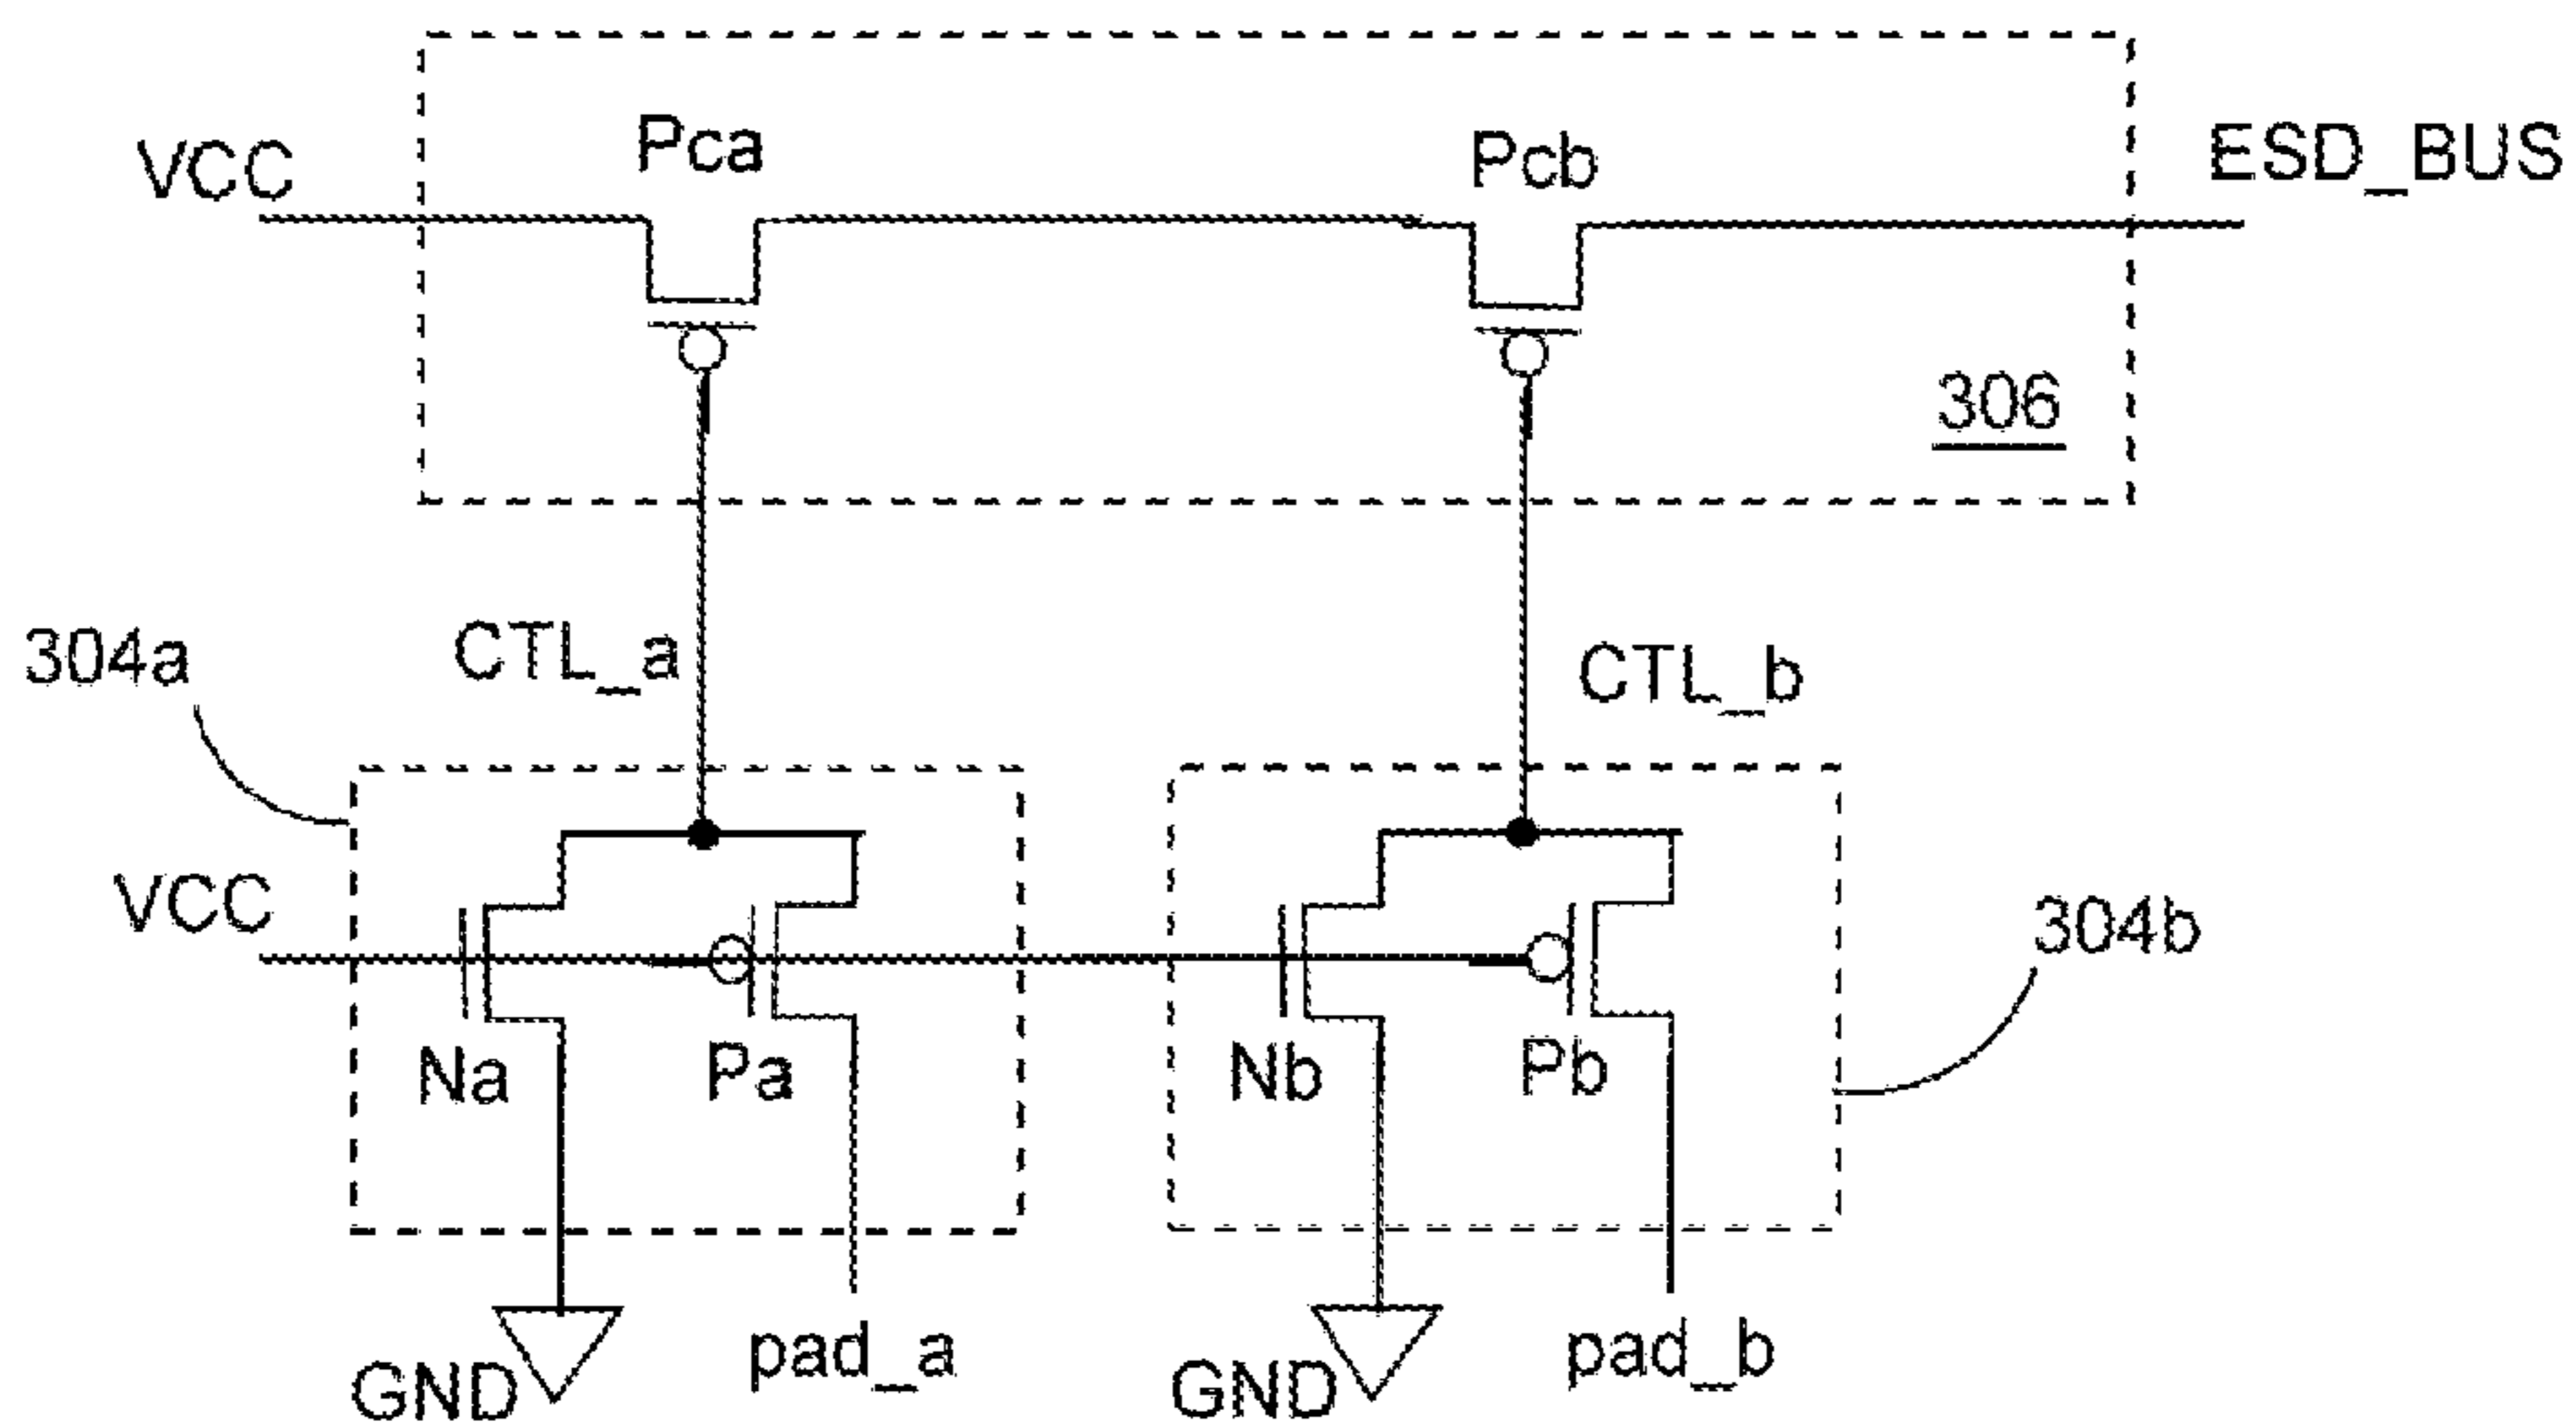 VCC
Pca
Pcb
ESD_BUS
306
304a
CTL_a
CTL_b
VCC
304b
Na
Pa
Nb
Pb
GND
pad_a
GND
pad_b